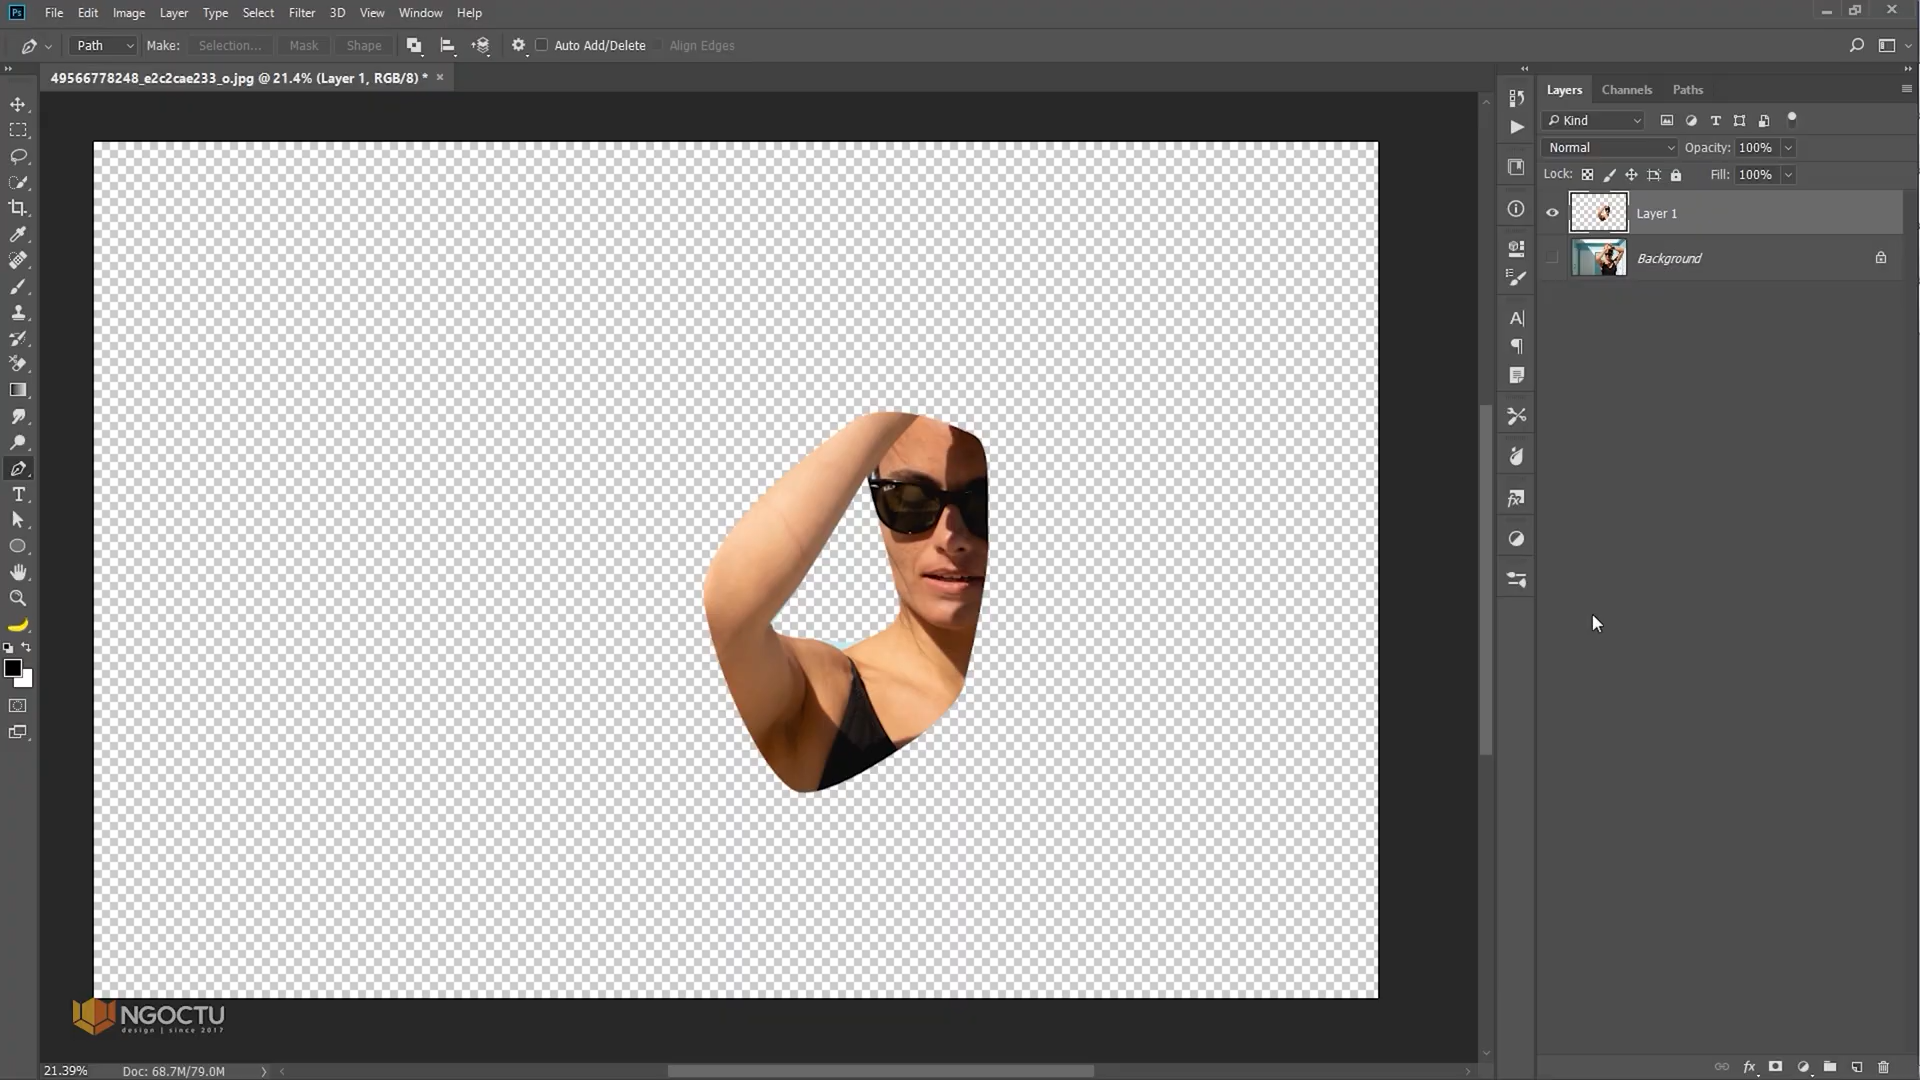 Ps File Edit Image Layer Type Select Filter 3D View Window Help
Path Make: Selection... Mask Shape Auto Add/Delete Align Edges
49566778248_e2c2cae233_o.jpg @ 21.4% (Layer 1, RGB/8) *
Layers Channels Paths
Kind
Normal Opacity: 100%
Lock: Fill: 100%
Layer 1
Background
NGOCTU
design | since 2017
21.39% Doc: 68.7M/79.0M